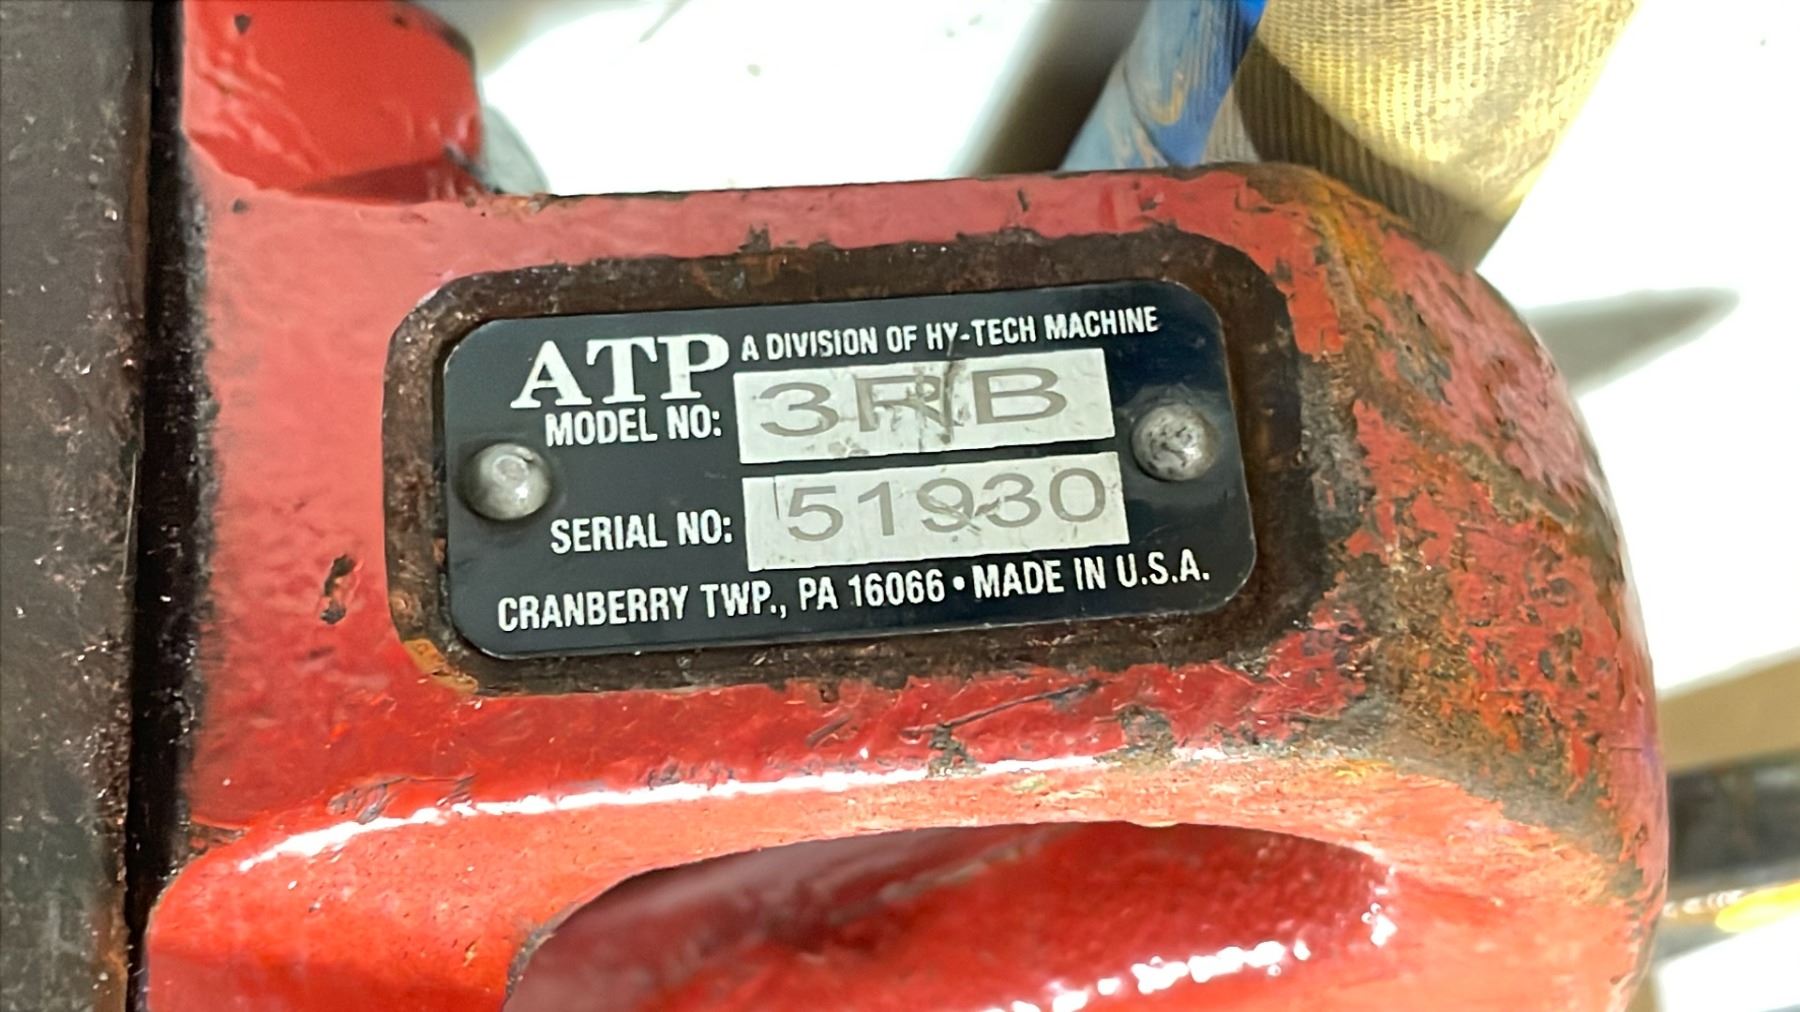 ATP A DIVISION OF HY-TECH MACHINE
MODEL NO: 3RB
SERIAL NO: 51930
CRANBERRY TWP., PA 16066 • MADE IN U.S.A.